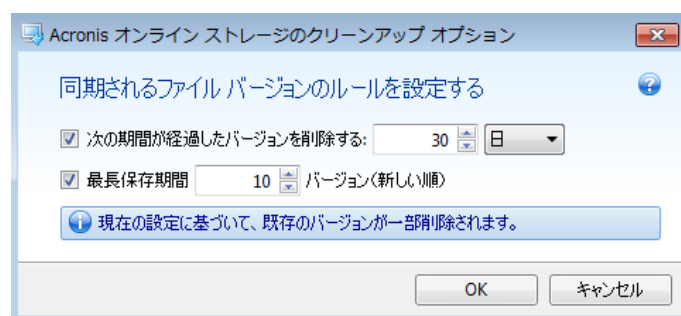 Acronis オンライン ストレージのクリーンアップ オプション
同期されるファイル バージョンのルールを設定する
次の期間が経過したバージョンを削除する: 30 日
最長保存期間 10 バージョン(新しい順)
現在の設定に基づいて、既存のバージョンが一部削除されます。
OK キャンセル